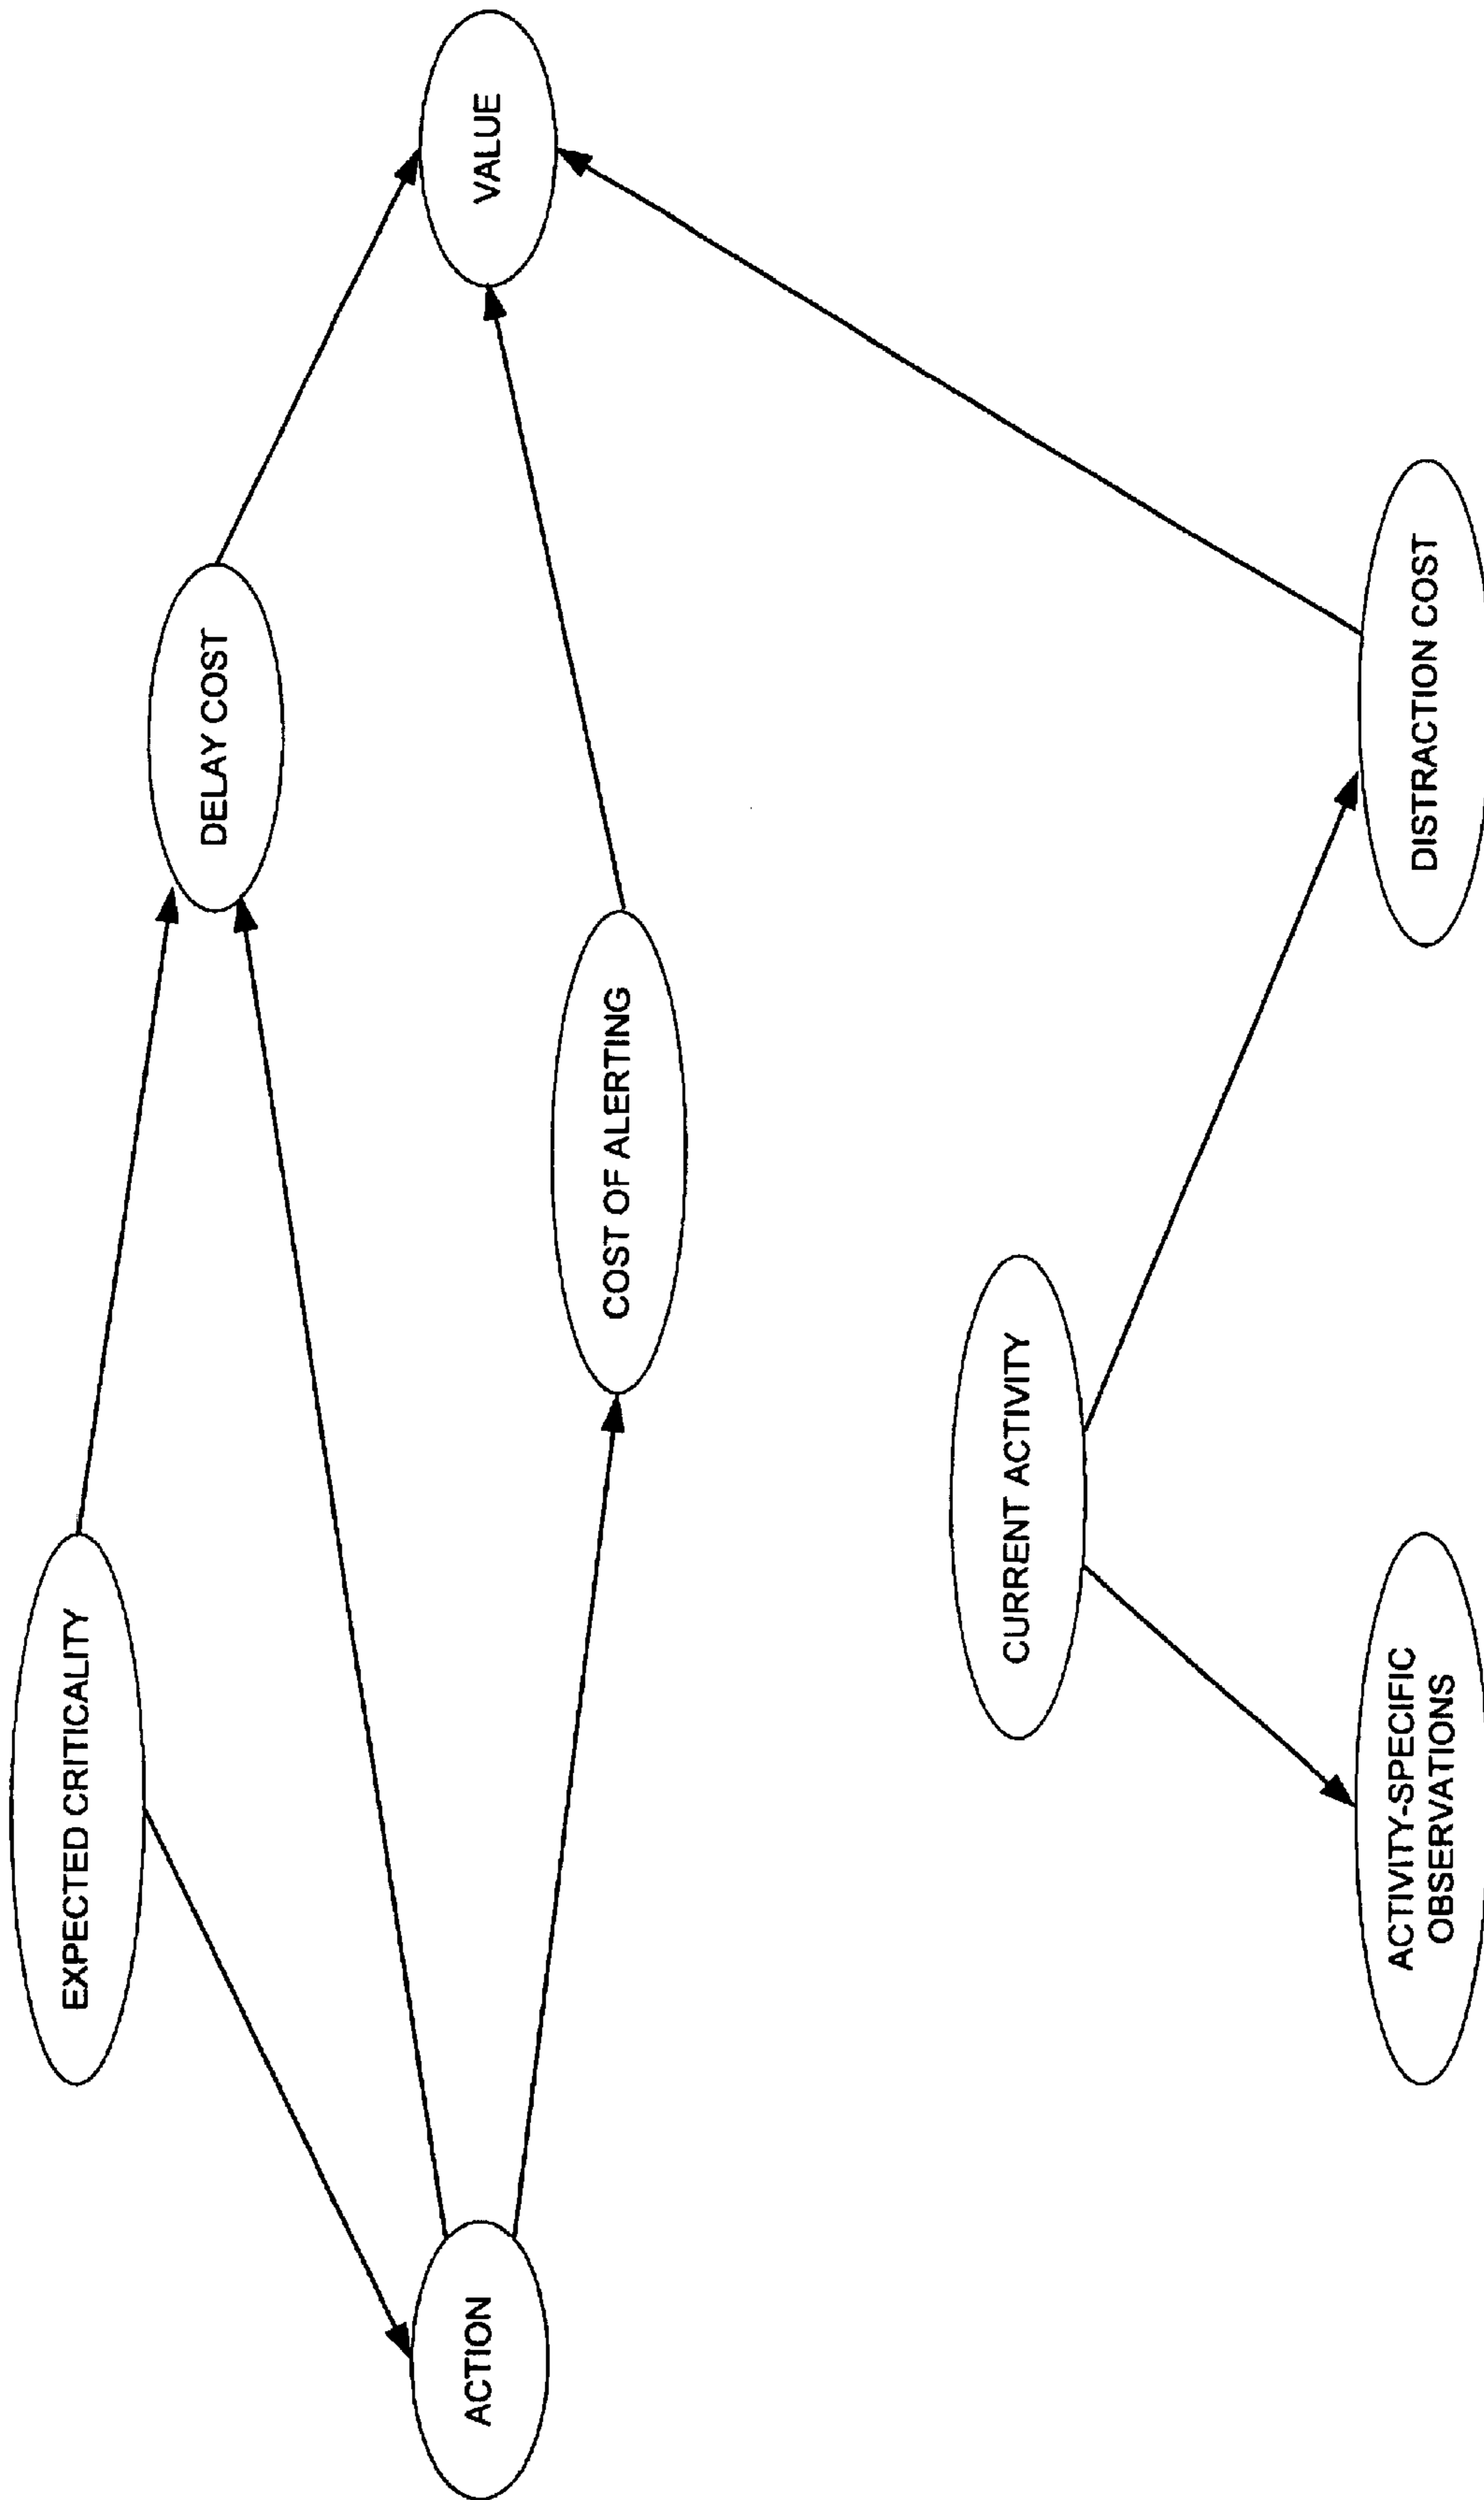 EXPECTED CRITICALITY
DELAY COST
ACTION
VALUE
COST OF ALERTING
CURRENT ACTIVITY
ACTIVITY-SPECIFIC
OBSERVATIONS
DISTRACTION COST